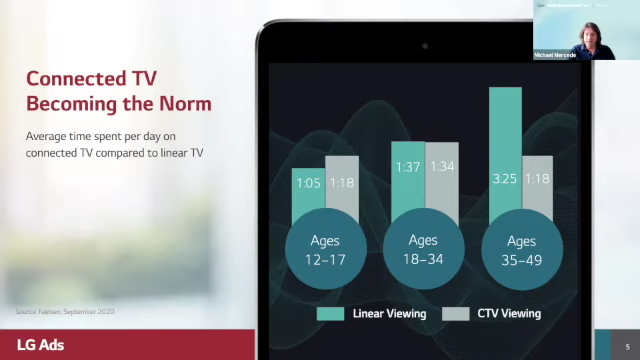 Michael Mercede
Connected TV
Becoming the Norm
Average time spent per day on
connected TV compared to linear TV
1:05
1:18
1:37
1:34
3:25
1:18
Ages
12–17
Ages
18–34
Ages
35–49
Linear Viewing
CTV Viewing
Source: Nielsen, September 2020
LG Ads
5